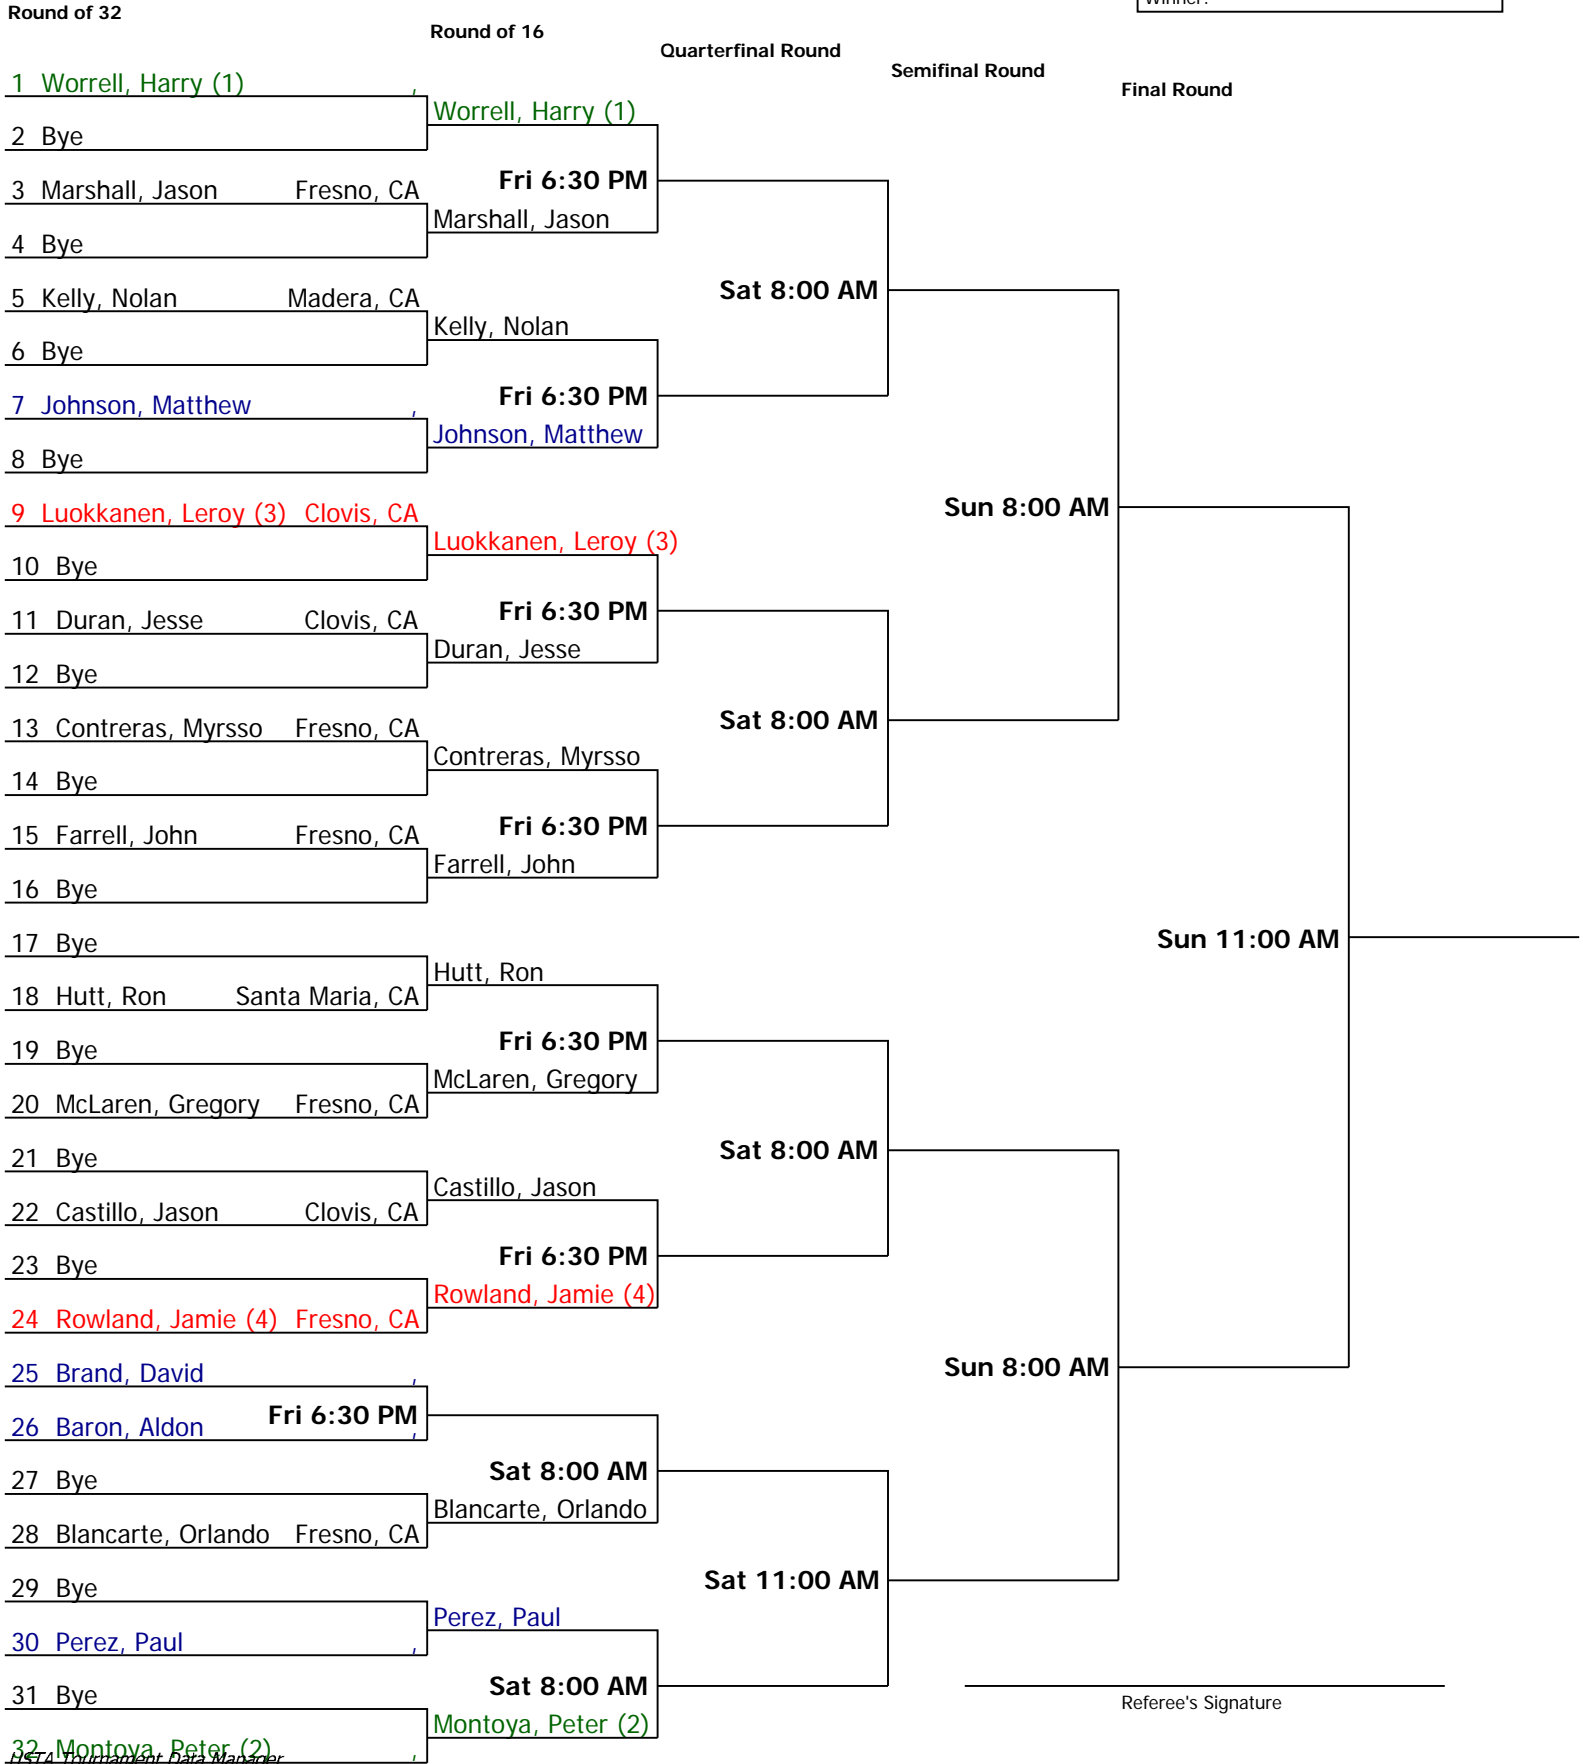 Winner:
Round of 32
Round of 16
Quarterfinal Round
Semifinal Round
Final Round
1 Worrell, Harry (1) ,
Worrell, Harry (1)
2 Bye
Fri 6:30 PM
3 Marshall, Jason Fresno, CA
Marshall, Jason
4 Bye
Sat 8:00 AM
5 Kelly, Nolan Madera, CA
Kelly, Nolan
6 Bye
Fri 6:30 PM
7 Johnson, Matthew ,
Johnson, Matthew
8 Bye
Sun 8:00 AM
9 Luokkanen, Leroy (3) Clovis, CA
Luokkanen, Leroy (3)
10 Bye
Fri 6:30 PM
11 Duran, Jesse Clovis, CA
Duran, Jesse
12 Bye
Sat 8:00 AM
13 Contreras, Myrsso Fresno, CA
Contreras, Myrsso
14 Bye
Fri 6:30 PM
15 Farrell, John Fresno, CA
Farrell, John
16 Bye
Sun 11:00 AM
17 Bye
Hutt, Ron
18 Hutt, Ron Santa Maria, CA
Fri 6:30 PM
19 Bye
McLaren, Gregory
20 McLaren, Gregory Fresno, CA
Sat 8:00 AM
21 Bye
Castillo, Jason
22 Castillo, Jason Clovis, CA
Fri 6:30 PM
23 Bye
Rowland, Jamie (4)
24 Rowland, Jamie (4) Fresno, CA
Sun 8:00 AM
25 Brand, David ,
Fri 6:30 PM
26 Baron, Aldon ,
Sat 8:00 AM
27 Bye
Blancarte, Orlando
28 Blancarte, Orlando Fresno, CA
Sat 11:00 AM
29 Bye
Perez, Paul
30 Perez, Paul ,
Sat 8:00 AM
31 Bye
Montoya, Peter (2)
32 Montoya, Peter (2) ,
Referee's Signature
USTA Tournament Data Manager